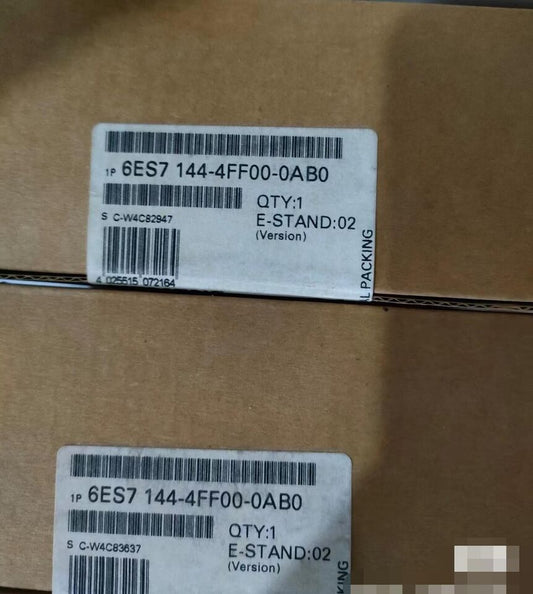 1P 6ES7 144-4FF00-0AB0
QTY:1
S C-W4C82947
E-STAND:02
(Version)
4 025515 072164
L PACKING
1P 6ES7 144-4FF00-0AB0
QTY:1
S C-W4C83637
E-STAND:02
(Version)
KING